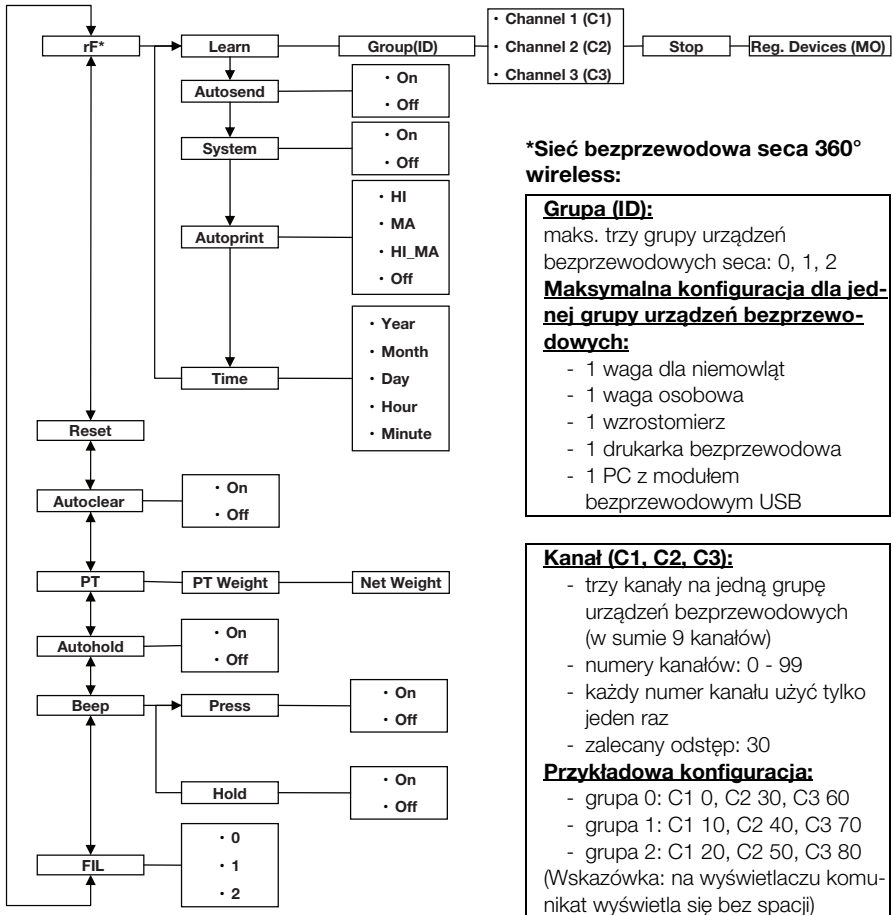 rF*
Learn
Group(ID)
• Channel 1 (C1)
• Channel 2 (C2)
• Channel 3 (C3)
Stop
Reg. Devices (MO)
Autosend
• On
• Off
System
• On
• Off
Autoprint
• HI
• MA
• HI_MA
• Off
Time
• Year
• Month
• Day
• Hour
• Minute
Reset
Autoclear
• On
• Off
PT
PT Weight
Net Weight
Autohold
• On
• Off
Beep
Press
• On
• Off
Hold
• On
• Off
FIL
• 0
• 1
• 2
*Sieć bezprzewodowa seca 360°
wireless:
Grupa (ID):
maks. trzy grupy urządzeń
bezprzewodowych seca: 0, 1, 2
Maksymalna konfiguracja dla jed-
nej grupy urządzeń bezprzewo-
dowych:
- 1 waga dla niemowląt
- 1 waga osobowa
- 1 wzrostomierz
- 1 drukarka bezprzewodowa
- 1 PC z modułem
bezprzewodowym USB
Kanał (C1, C2, C3):
- trzy kanały na jedną grupę
urządzeń bezprzewodowych
(w sumie 9 kanałów)
- numery kanałów: 0 - 99
- każdy numer kanału użyć tylko
jeden raz
- zalecany odstęp: 30
Przykładowa konfiguracja:
- grupa 0: C1 0, C2 30, C3 60
- grupa 1: C1 10, C2 40, C3 70
- grupa 2: C1 20, C2 50, C3 80
(Wskazówka: na wyświetlaczu komu-
nikat wyświetla się bez spacji)